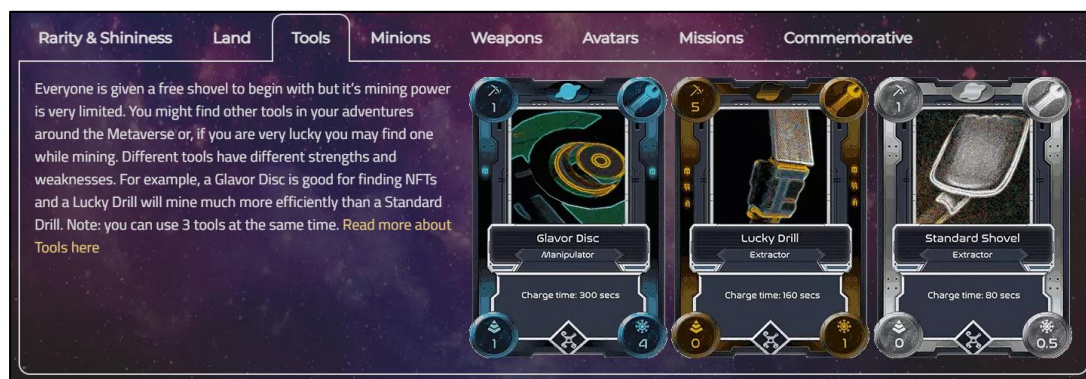 Rarity & Shininess Land Tools Minions Weapons Avatars Missions Commemorative
Everyone is given a free shovel to begin with but it's mining power
is very limited. You might find other tools in your adventures
around the Metaverse or, if you are very lucky you may find one
while mining. Different tools have different strengths and
weaknesses. For example, a Glavor Disc is good for finding NFTs
and a Lucky Drill will mine much more efficiently than a Standard
Drill. Note: you can use 3 tools at the same time. Read more about
Tools here
1
Glavor Disc
Manipulator
Charge time: 300 secs
1 4
5
Lucky Drill
Extractor
Charge time: 160 secs
0 1
1
Standard Shovel
Extractor
Charge time: 80 secs
0 0.5